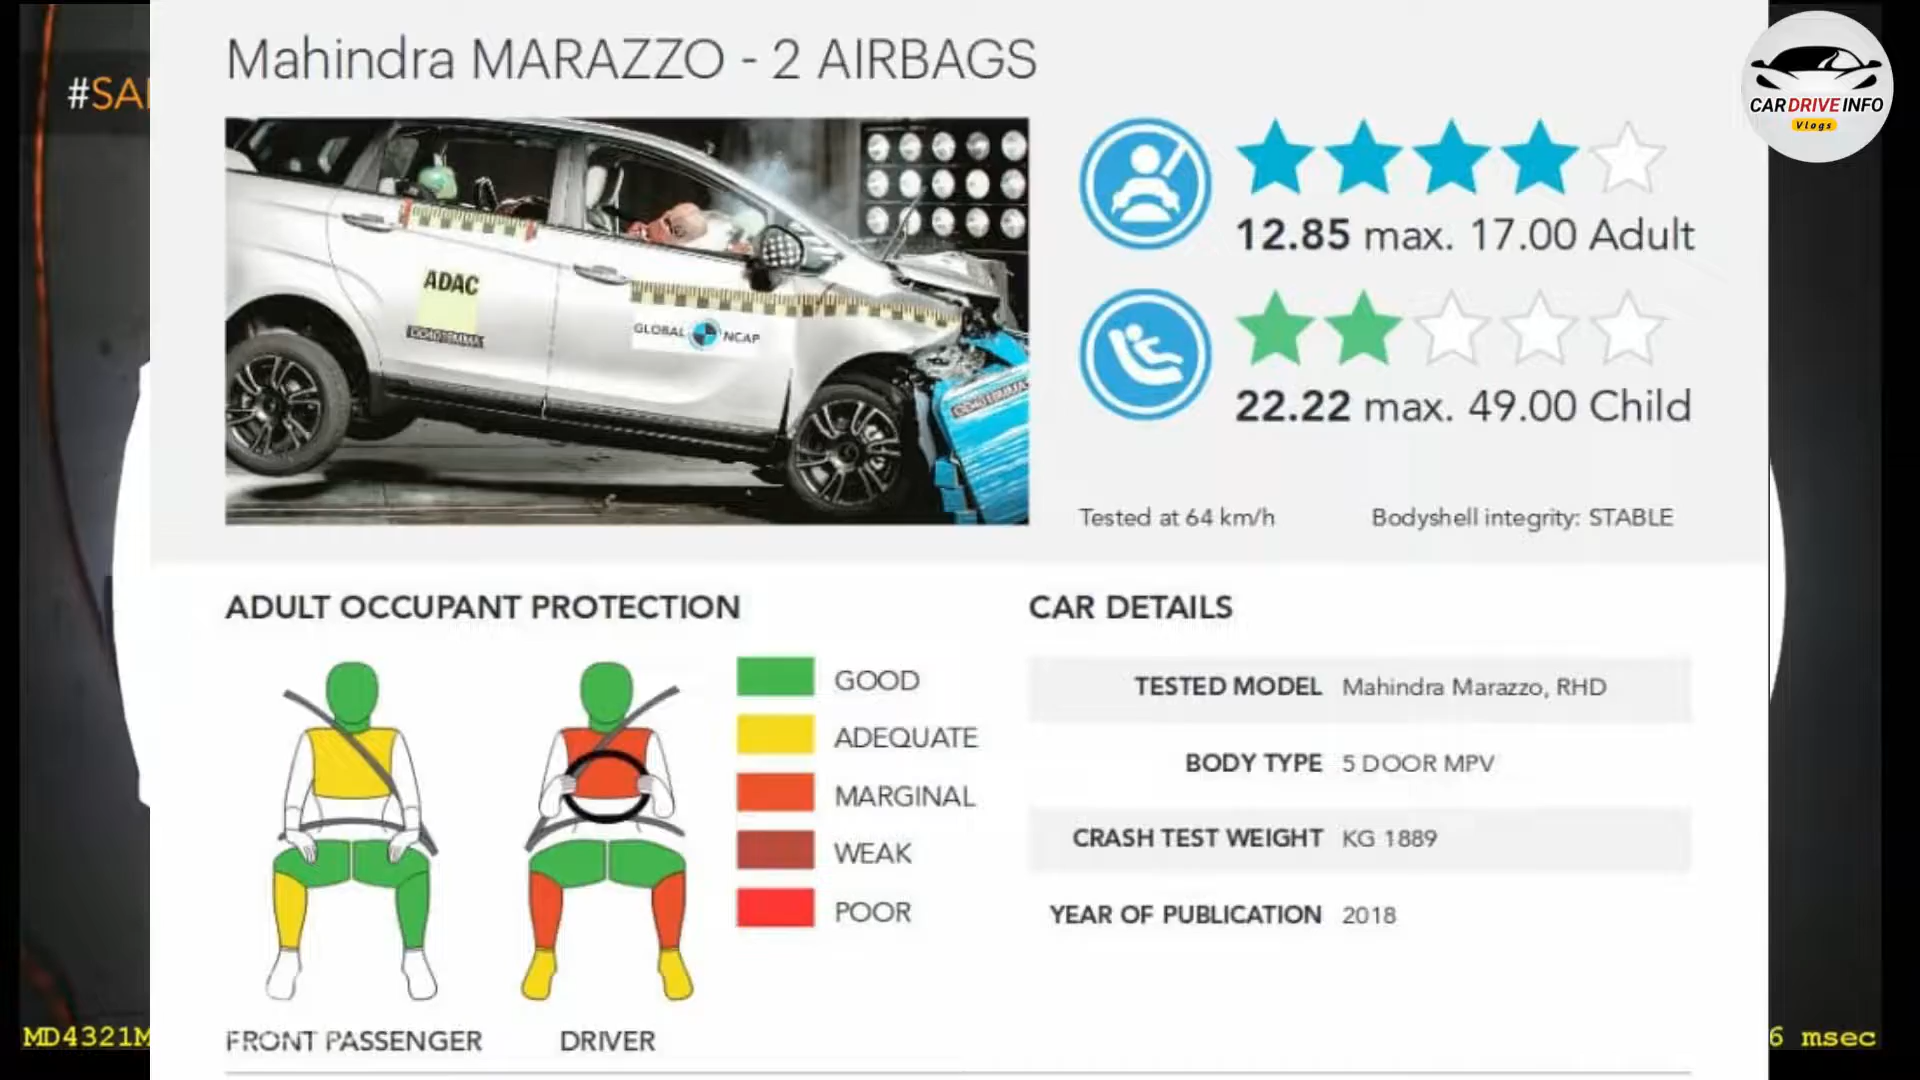 Mahindra MARAZZO - 2 AIRBAGS
#SA
CARDRIVEINFO
Vlogs
ADAC
GLOBAL NCAP
12.85 max. 17.00 Adult
22.22 max. 49.00 Child
Tested at 64 km/h
Bodyshell integrity: STABLE
ADULT OCCUPANT PROTECTION
GOOD
ADEQUATE
MARGINAL
WEAK
POOR
FRONT PASSENGER
DRIVER
CAR DETAILS
TESTED MODEL Mahindra Marazzo, RHD
BODY TYPE 5 DOOR MPV
CRASH TEST WEIGHT KG 1889
YEAR OF PUBLICATION 2018
MD4321M
6 msec